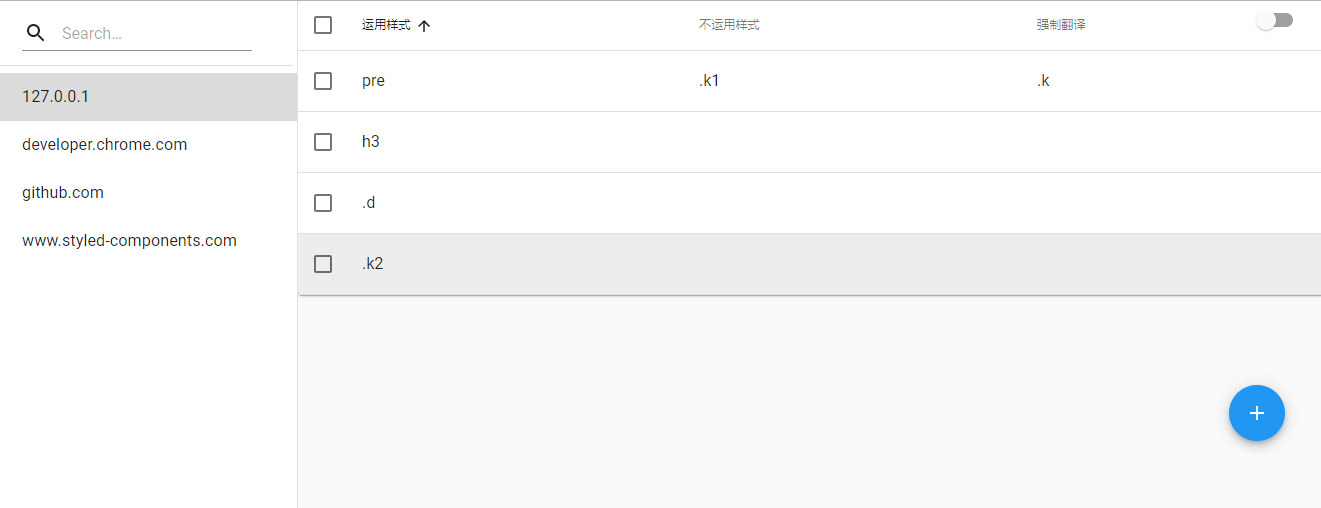 Search...
127.0.0.1
developer.chrome.com
github.com
www.styled-components.com
运用样式 不运用样式 强制翻译
pre .k1 .k
h3
.d
.k2